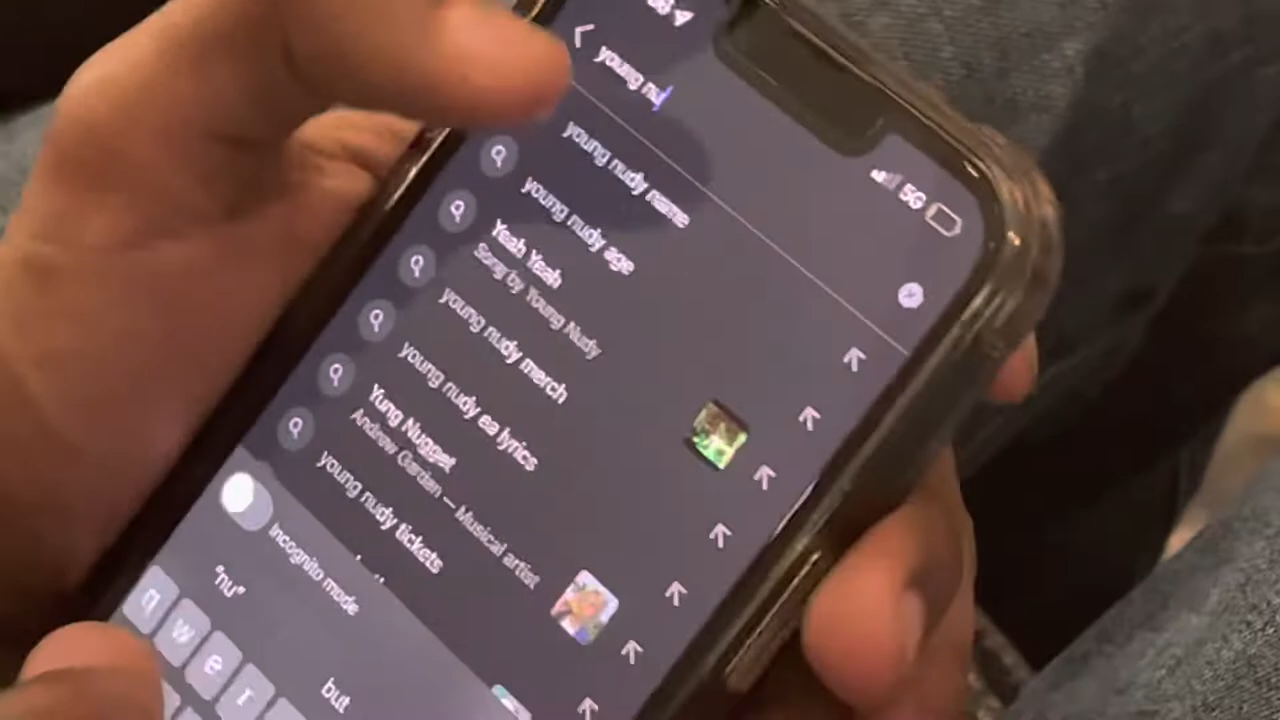 young nu
5G
young nudy name
young nudy age
Yeah Yeah
Song by Young Nudy
young nudy merch
young nudy ea lyrics
Yung Nugget
Andrew Garden — Musical artist
young nudy tickets
Incognito mode
"nu"
but
q w e r